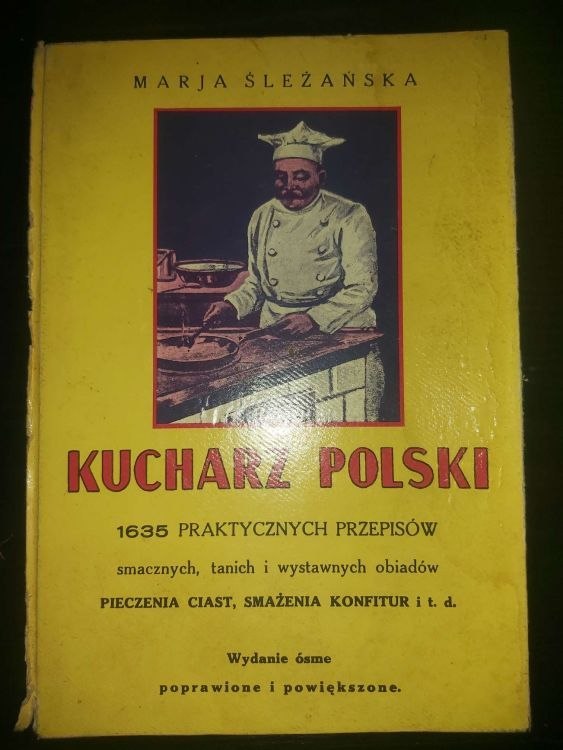 MARJA ŚLEŻAŃSKA
KUCHARZ POLSKI
1635 PRAKTYCZNYCH PRZEPISÓW
smacznych, tanich i wystawnych obiadów
PIECZENIA CIAST, SMAŻENIA KONFITUR i t. d.
Wydanie ósme
poprawione i powiększone.